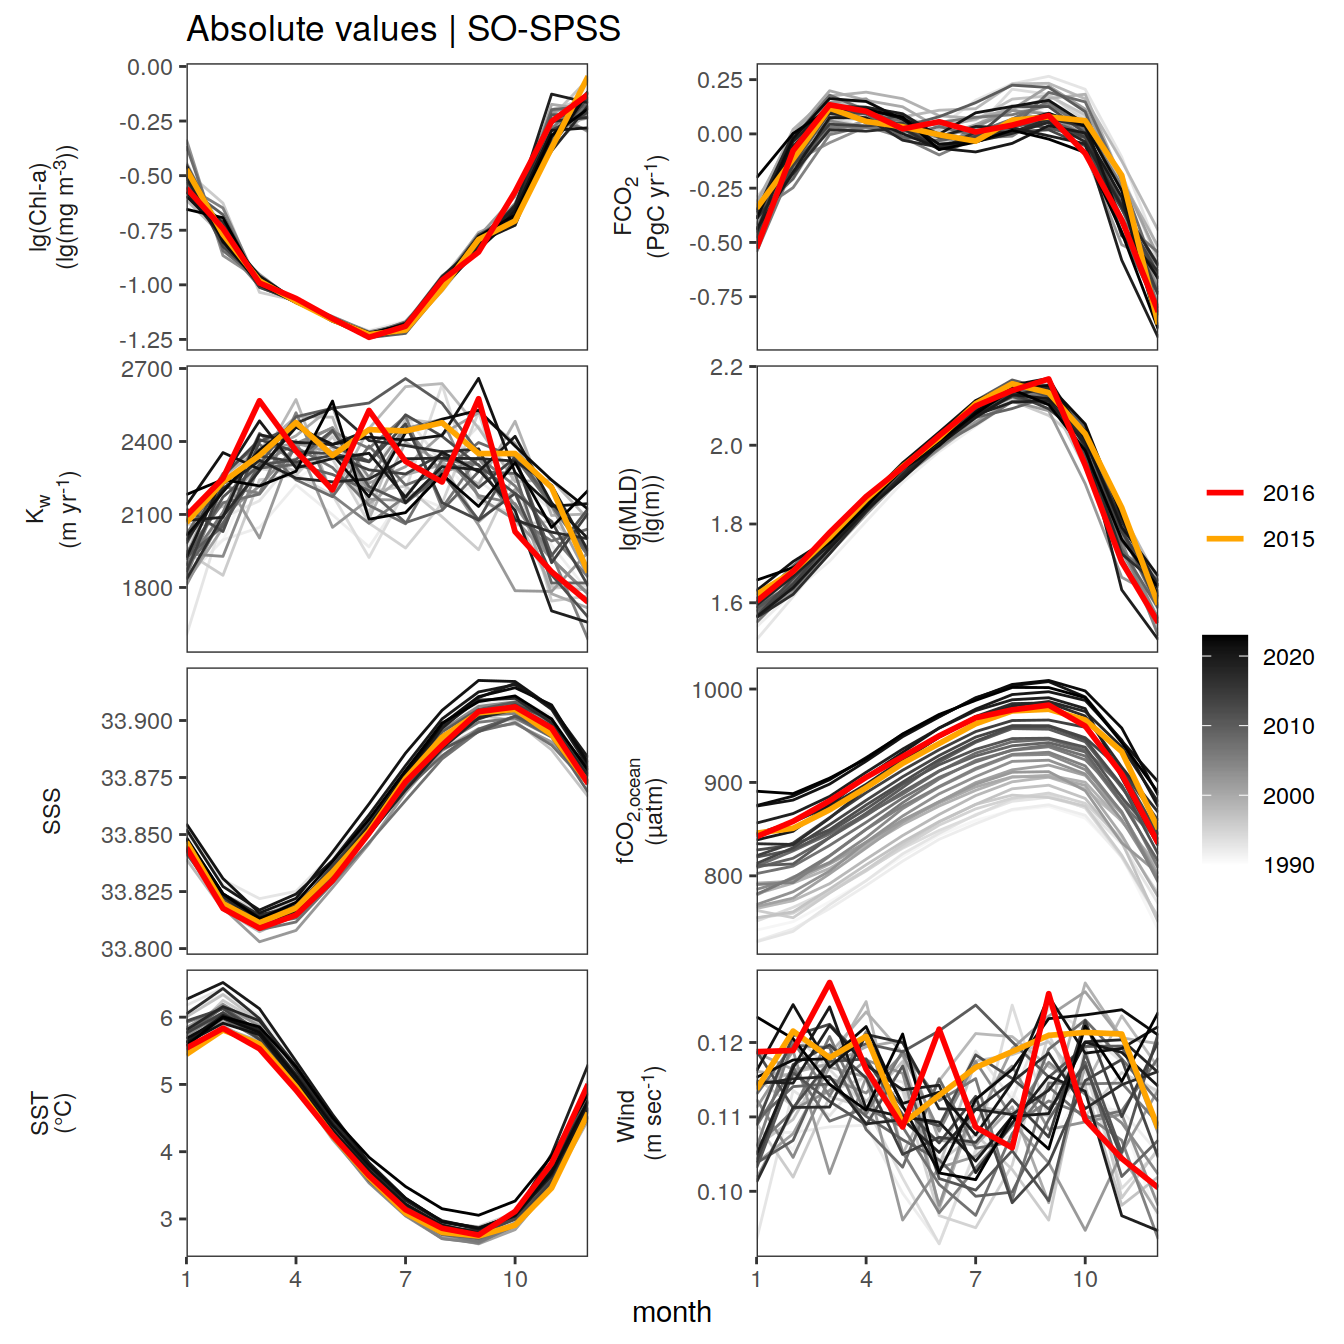 Absolute values | SO-SPSS
lg(Chl-a)
(lg(mg m⁻³))
0.00
-0.25
-0.50
-0.75
-1.00
-1.25
FCO₂
(PgC yr⁻¹)
0.25
0.00
-0.25
-0.50
-0.75
Kw
(m yr⁻¹)
2700
2400
2100
1800
lg(MLD)
(lg(m))
2.2
2.0
1.8
1.6
SSS
33.900
33.875
33.850
33.825
33.800
fCO2,ocean
(µatm)
1000
900
800
SST
(°C)
6
5
4
3
1 4 7 10
Wind
(m sec⁻¹)
0.12
0.11
0.10
1 4 7 10
month
2016
2015
2020
2010
2000
1990